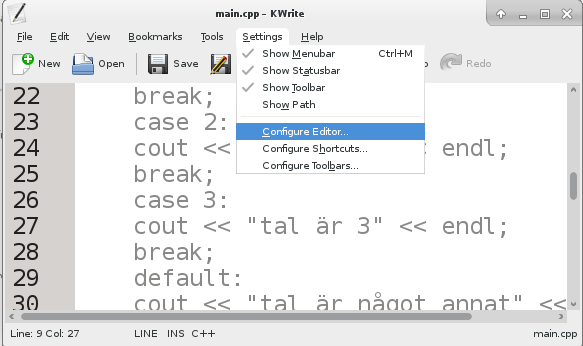 main.cpp – KWrite
File Edit View Bookmarks Tools Settings Help
New Open Save Redo
Show Menubar Ctrl+M
Show Statusbar
Show Toolbar
Show Path
Configure Editor...
Configure Shortcuts...
Configure Toolbars...
22 break;
23 case 2:
24 cout << < endl;
25 break;
26 case 3:
27 cout << "tal är 3" << endl;
28 break;
29 default:
30 cout << "tal är något annat" <<
Line: 9 Col: 27 LINE INS C++ main.cpp